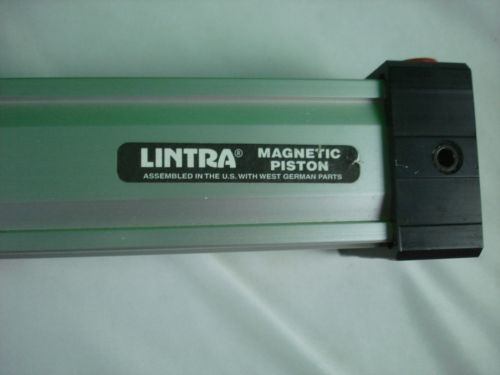 LINTRA® MAGNETIC PISTON
ASSEMBLED IN THE U.S. WITH WEST GERMAN PARTS